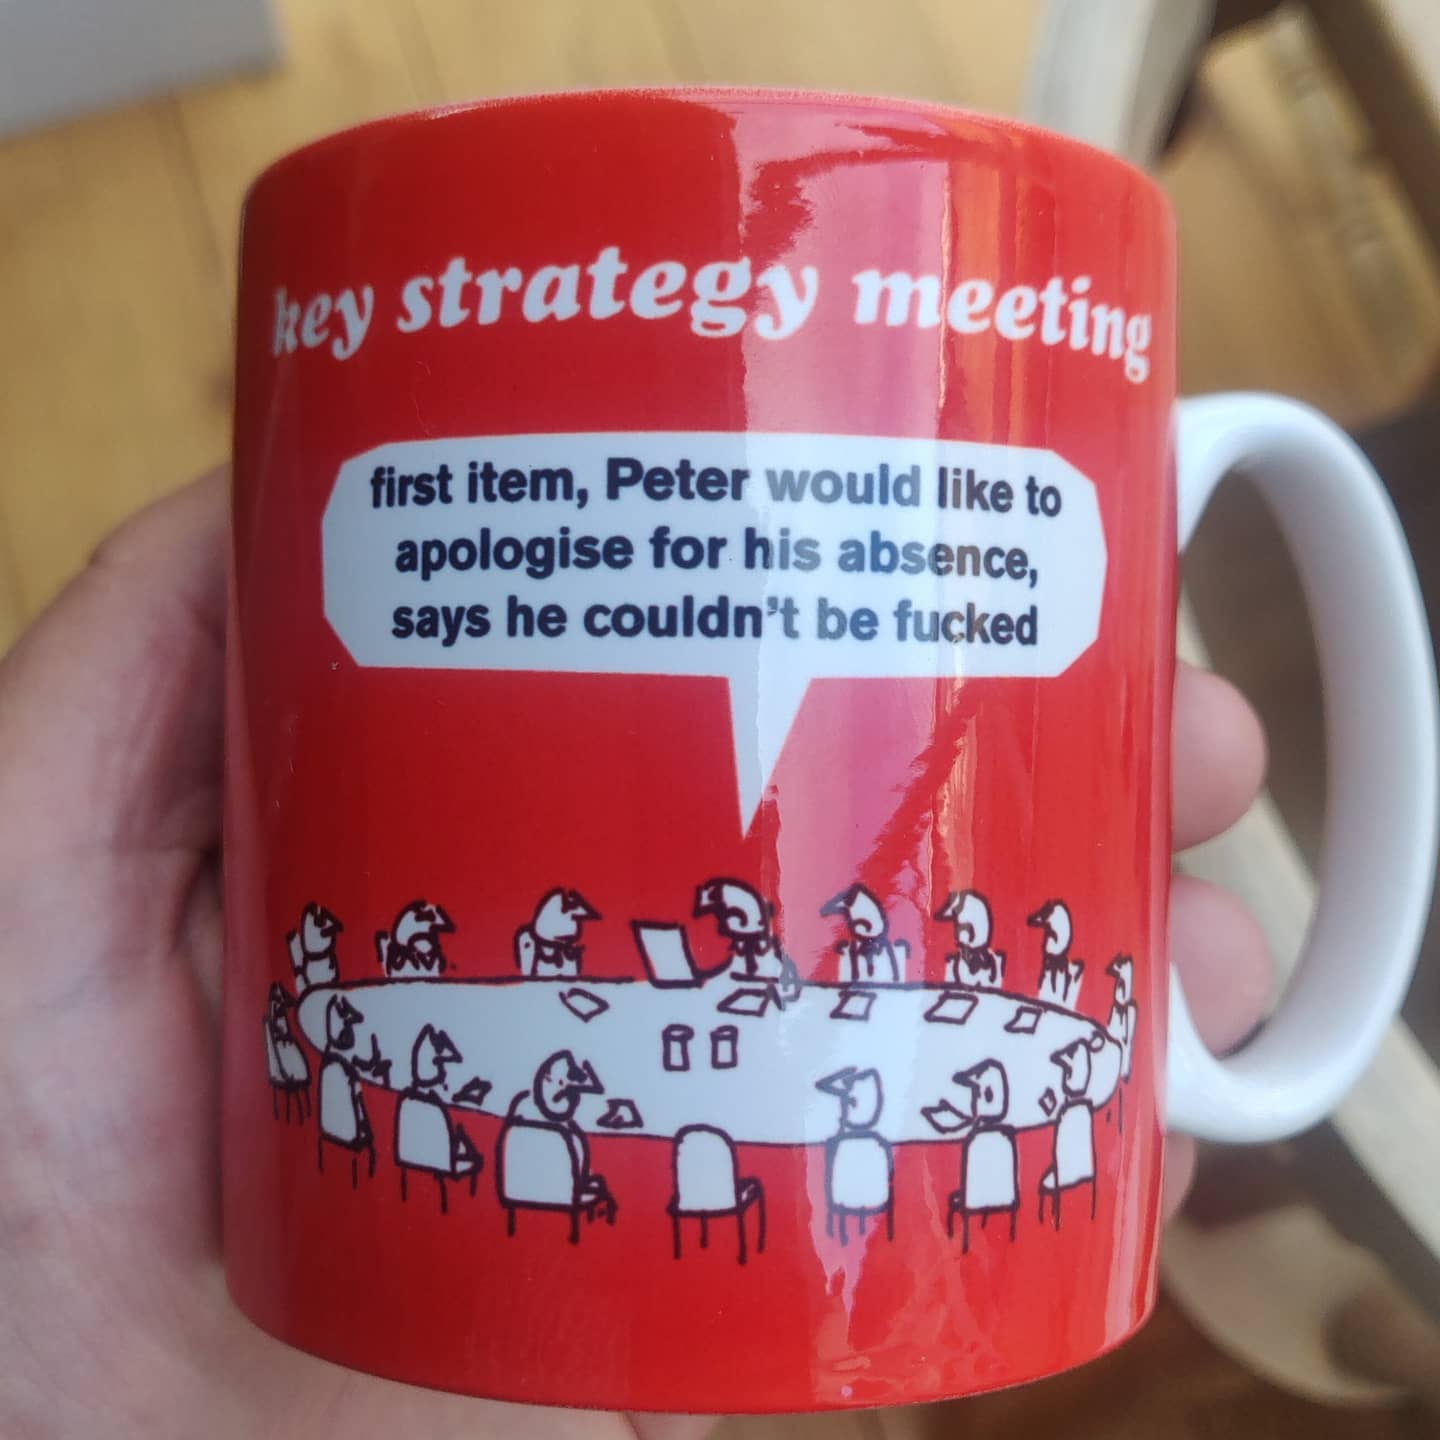 key strategy meeting
first item, Peter would like to
apologise for his absence,
says he couldn't be fucked